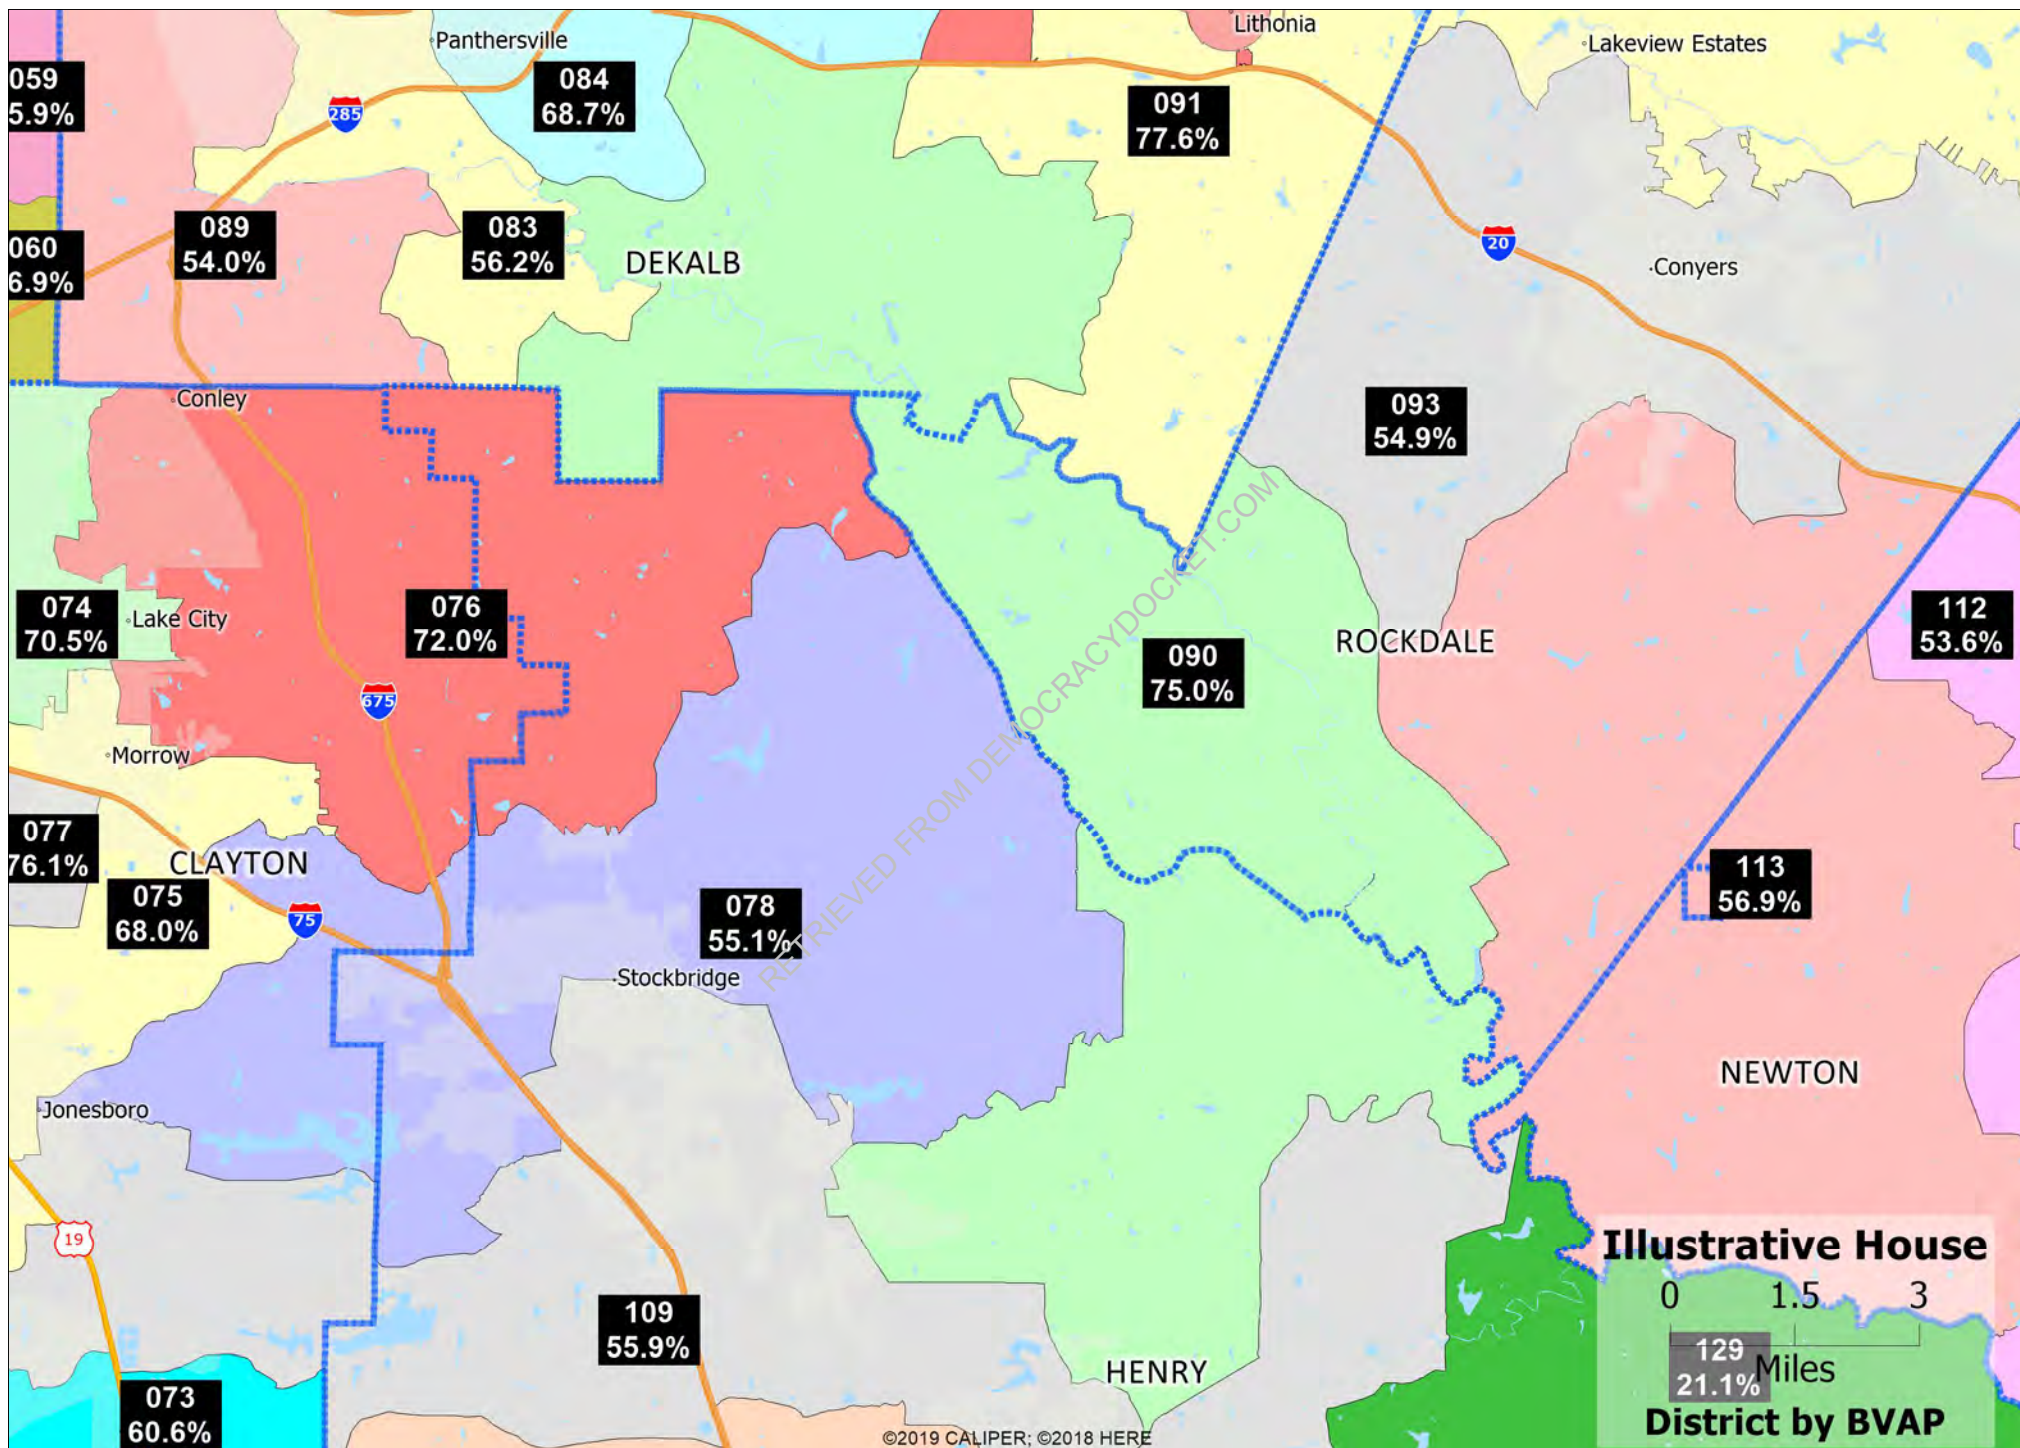 Lithonia
Panthersville
Lakeview Estates
059
5.9%
084
68.7%
091
77.6%
285
089
54.0%
083
56.2%
060
6.9%
DEKALB
20
Conyers
Conley
093
54.9%
074
70.5%
Lake City
076
72.0%
112
53.6%
ROCKDALE
090
75.0%
675
Morrow
077
76.1%
CLAYTON
075
68.0%
75
078
55.1%
113
56.9%
Stockbridge
RETRIEVED FROM DEMOCRACYDOCKET.COM
NEWTON
Jonesboro
19
109
55.9%
HENRY
073
60.6%
Illustrative House
0 1.5 3
129
21.1%
Miles
District by BVAP
©2019 CALIPER; ©2018 HERE